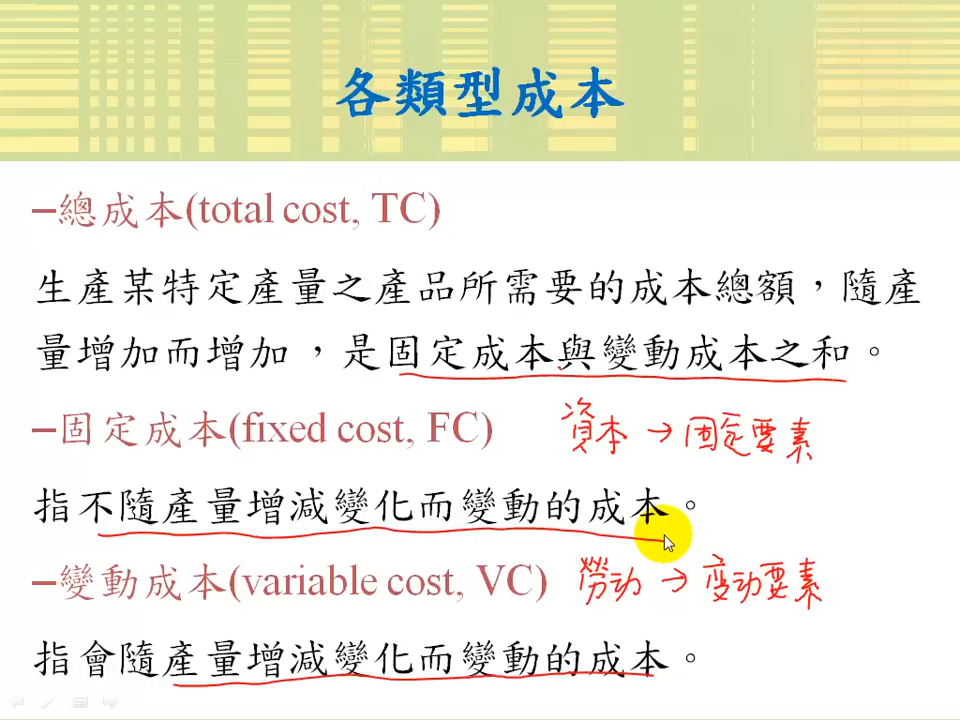 各類型成本
–總成本(total cost, TC)
生產某特定產量之產品所需要的成本總額，隨產
量增加而增加，是固定成本與變動成本之和。
–固定成本(fixed cost, FC) 資本 → 固定要素
指不隨產量增減變化而變動的成本。
–變動成本(variable cost, VC) 勞动 → 变动要素
指會隨產量增減變化而變動的成本。